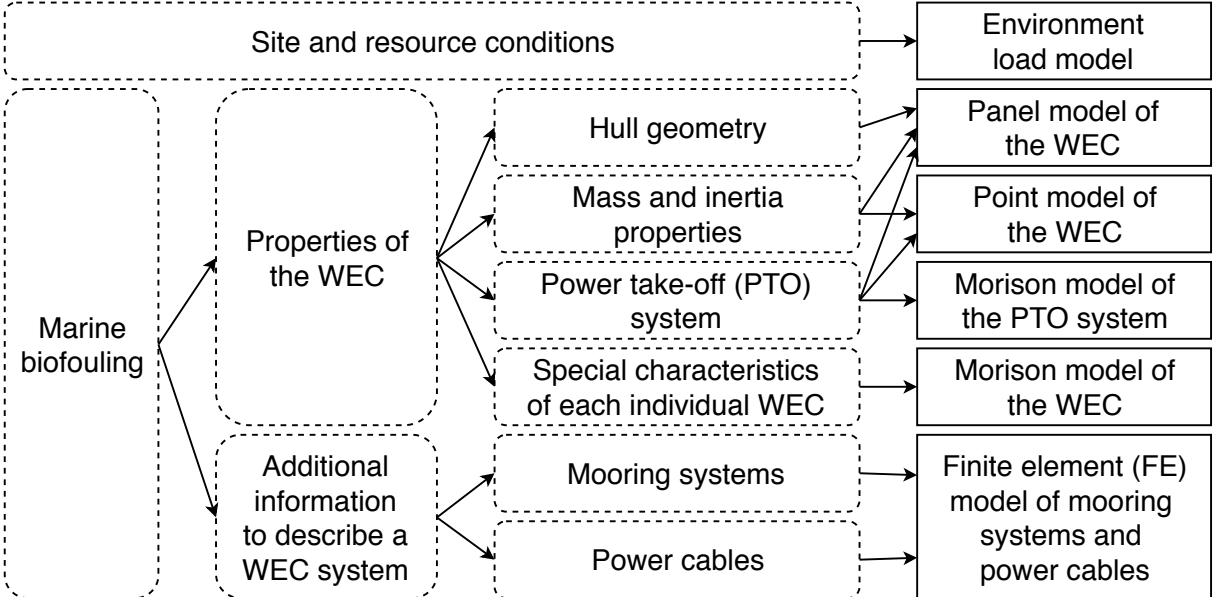 Site and resource conditions
Environment
load model
Marine
biofouling
Properties of
the WEC
Hull geometry
Panel model of
the WEC
Mass and inertia
properties
Point model of
the WEC
Power take-off (PTO)
system
Morison model of
the PTO system
Special characteristics
of each individual WEC
Morison model of
the WEC
Additional
information
to describe a
WEC system
Mooring systems
Power cables
Finite element (FE)
model of mooring
systems and
power cables